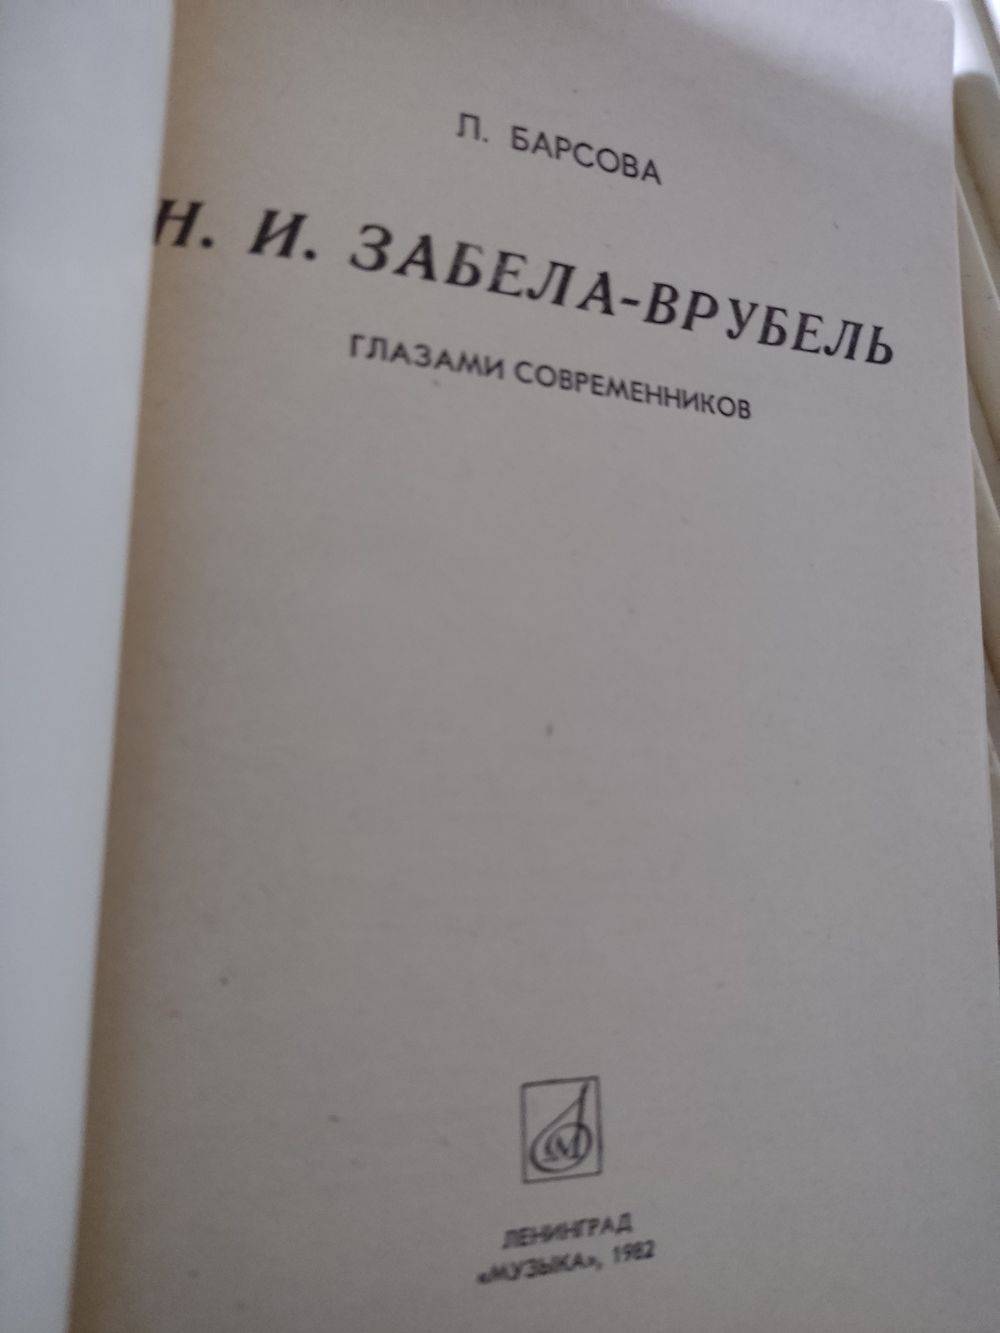 Л. БАРСОВА
Н. И. ЗАБЕЛА-ВРУБЕЛЬ
ГЛАЗАМИ СОВРЕМЕННИКОВ
М
ЛЕНИНГРАД
«МУЗЫКА», 1982